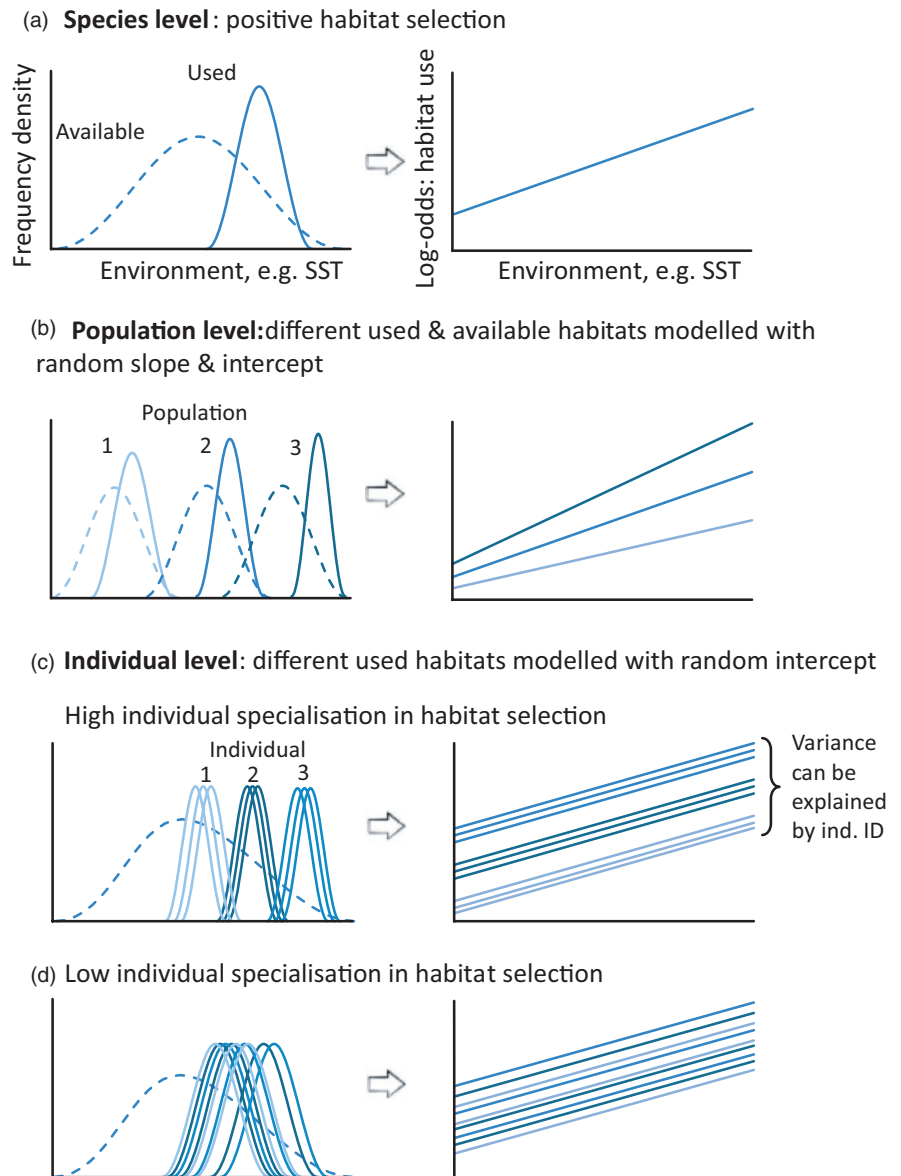 (a) Species level: positive habitat selection
Frequency density
Available
Used
Environment, e.g. SST
Log-odds: habitat use
Environment, e.g. SST
(b) Population level:different used & available habitats modelled with
random slope & intercept
Population
1
2
3
(c) Individual level: different used habitats modelled with random intercept
High individual specialisation in habitat selection
Individual
1
2
3
Variance
can be
explained
by ind. ID
(d) Low individual specialisation in habitat selection